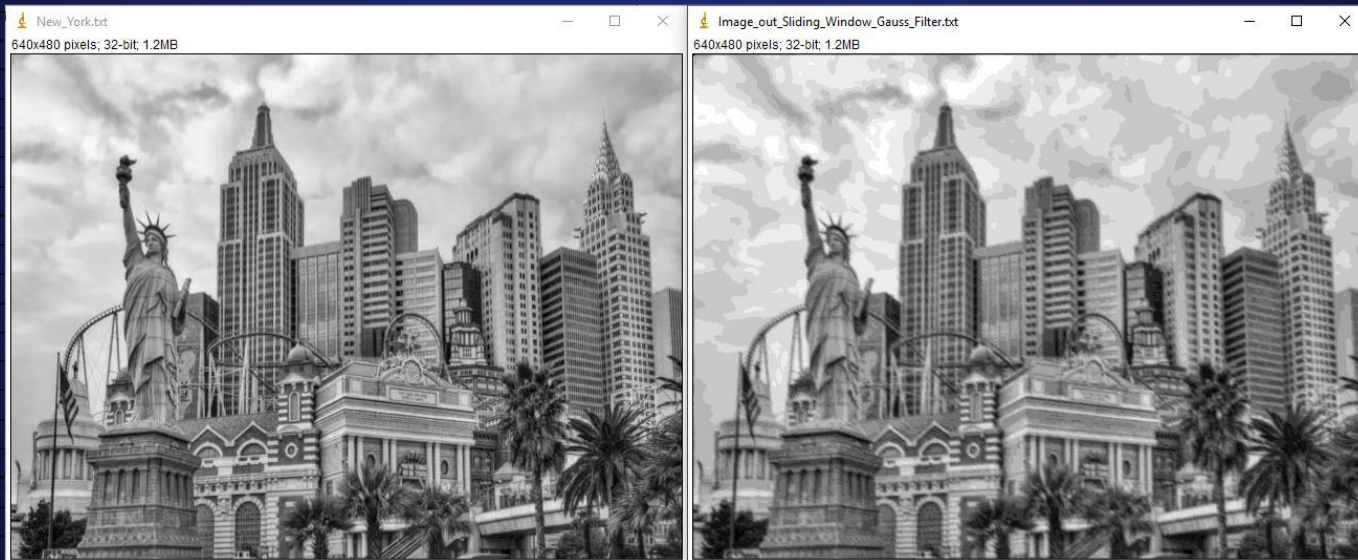 New_York.txt
640x480 pixels; 32-bit; 1.2MB
Image_out_Sliding_Window_Gauss_Filter.txt
640x480 pixels; 32-bit; 1.2MB